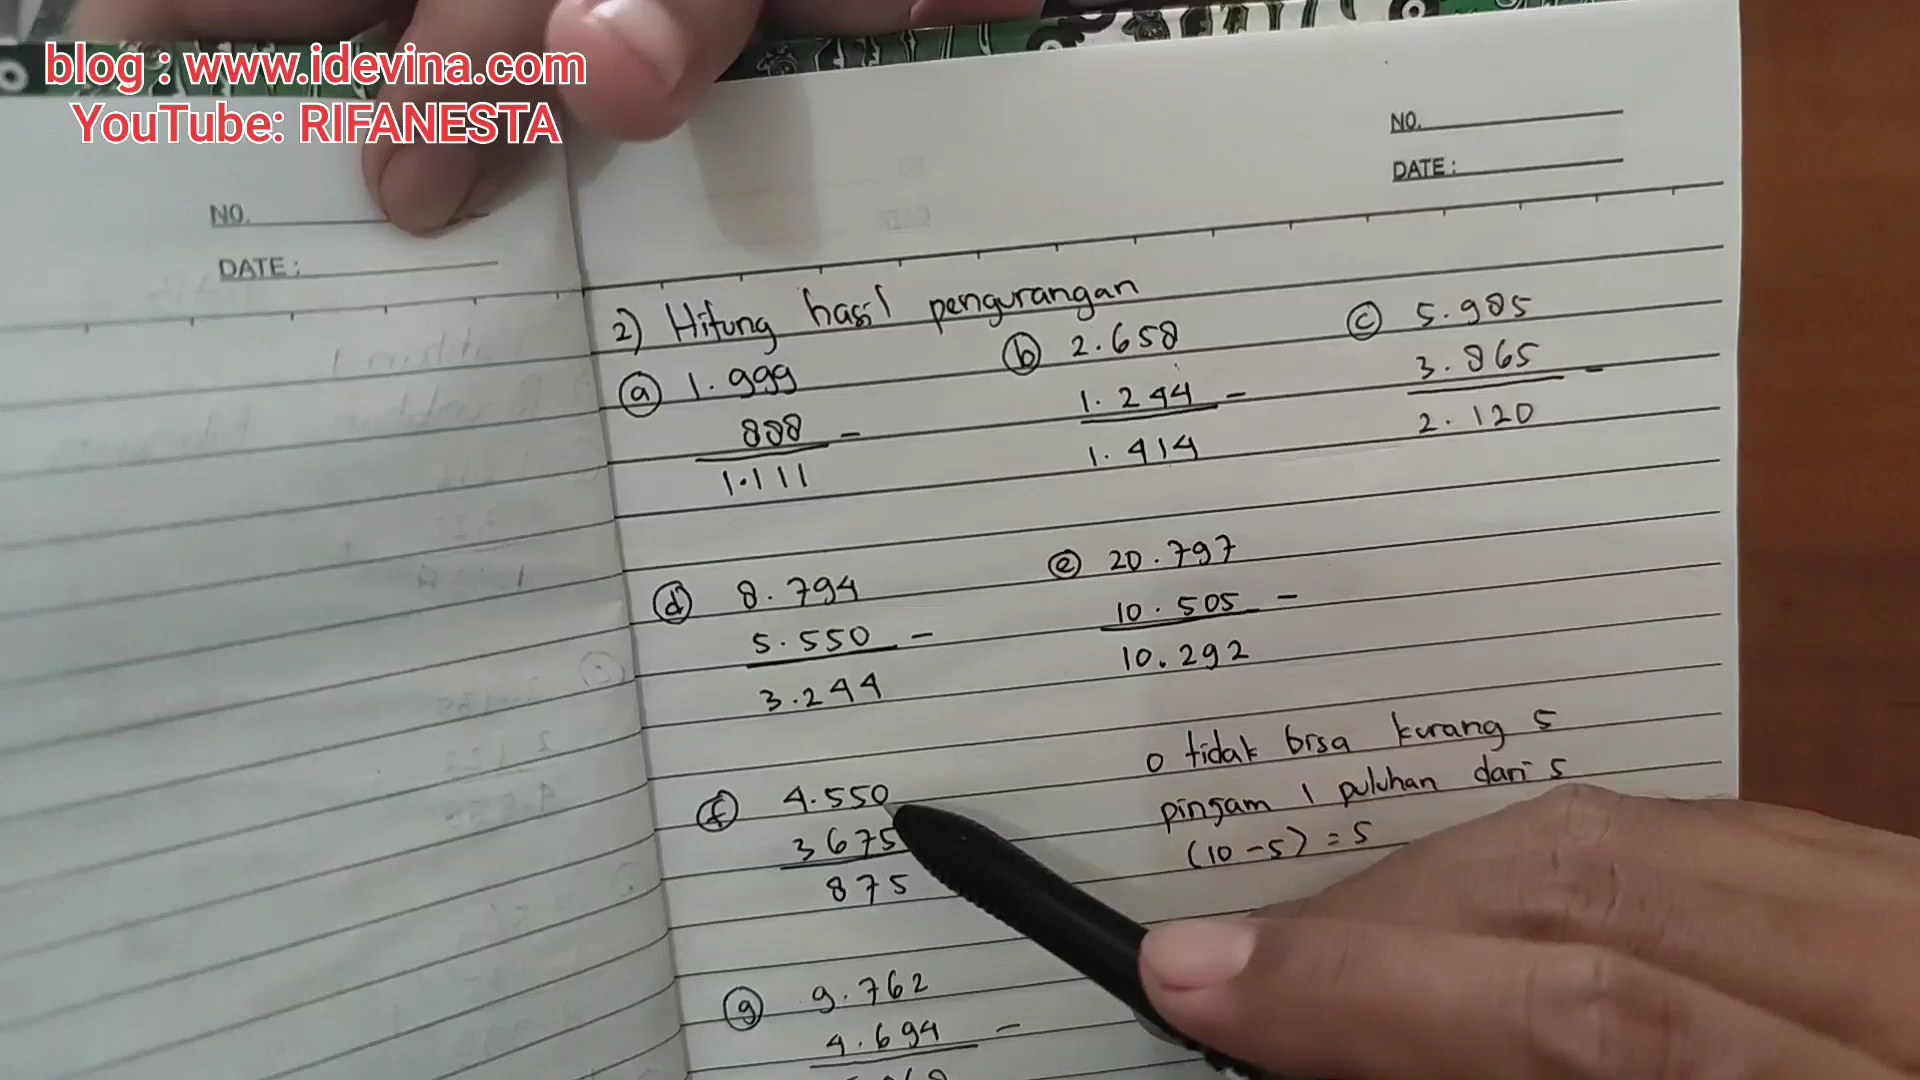 blog : www.idevina.com
YouTube: RIFANESTA
NO.
DATE :
NO.
DATE :
2) Hitung hasil pengurangan
a 1.999
888 -
1.111
b 2.658
1.244 -
1.414
c 5.985
3.865 -
2.120
d 8.794
5.550 -
3.244
e 20.797
10.505 -
10.292
f 4.550
3675
875
0 tidak bisa kurang 5
pinjam 1 puluhan dari 5
(10-5) = 5
g 9.762
4.694 -